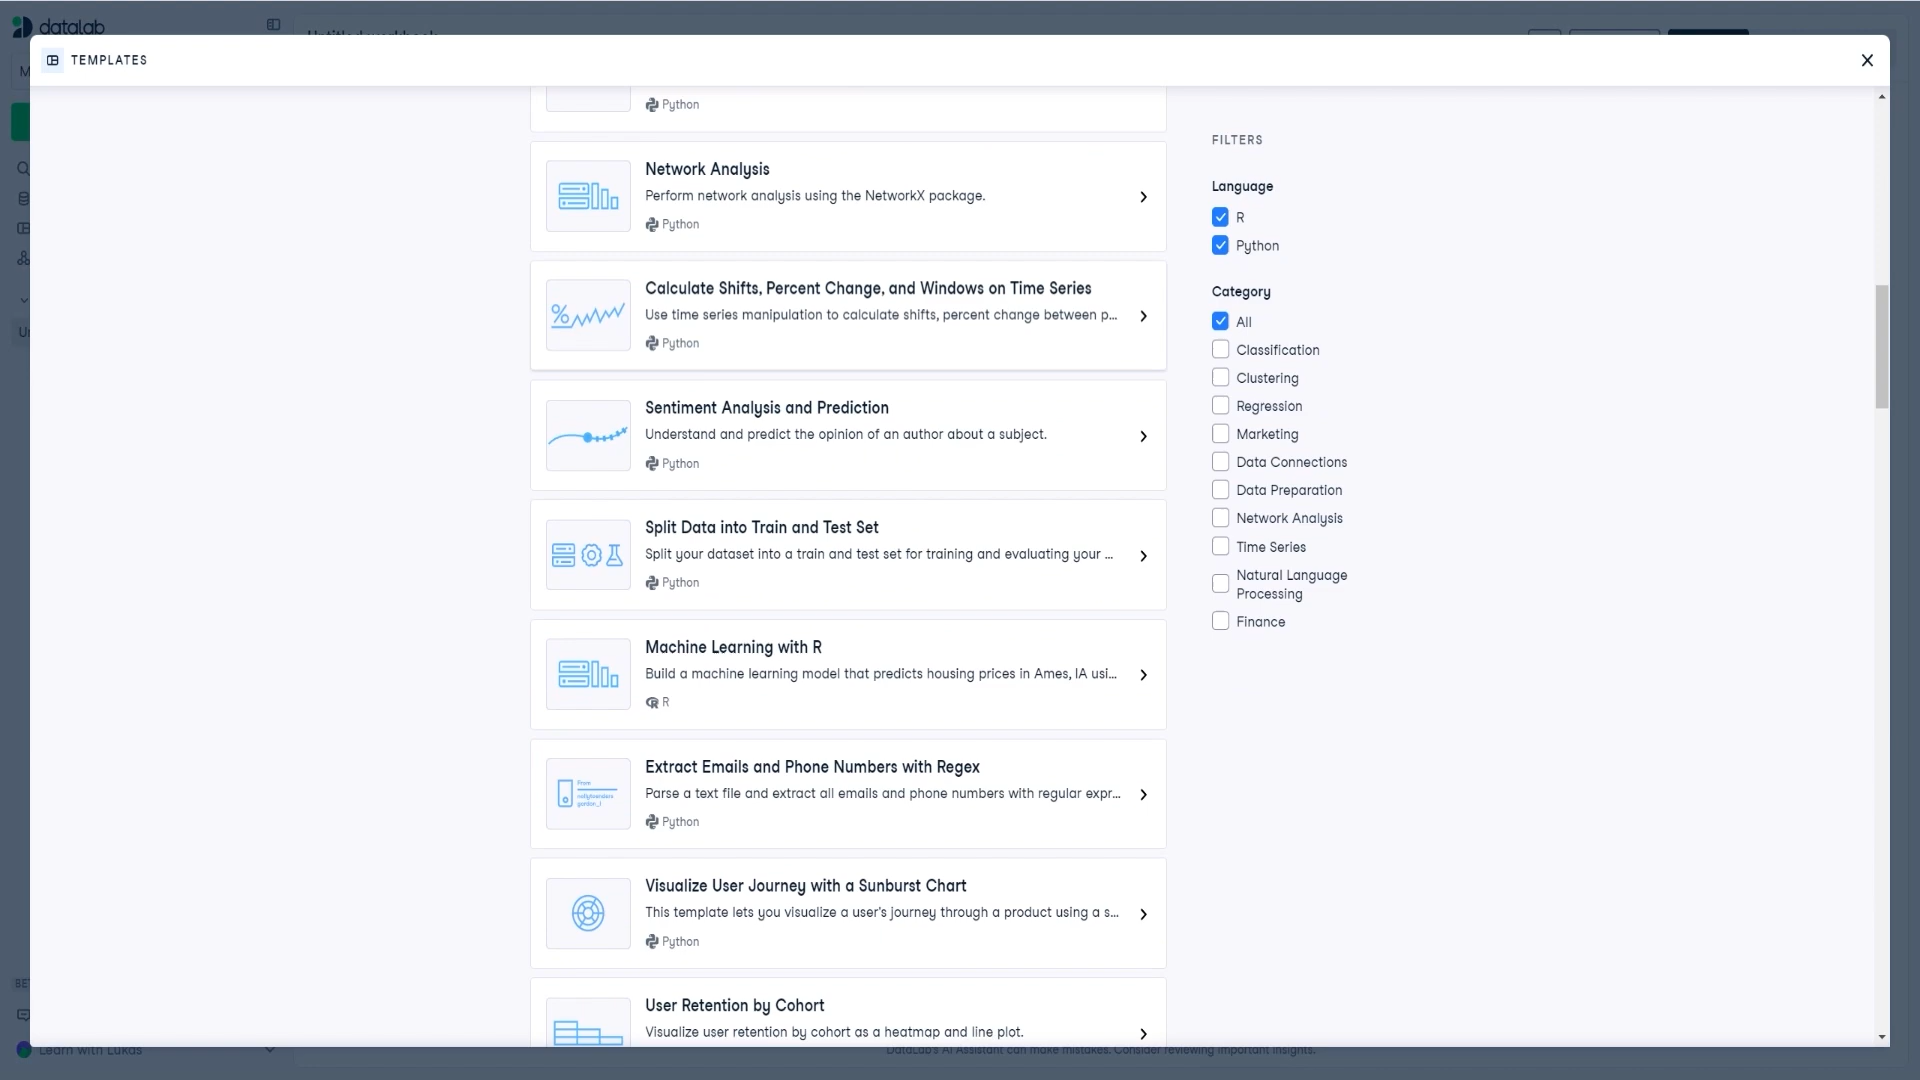 datalab
TEMPLATES
Python
Network Analysis
Perform network analysis using the NetworkX package.
Python
Calculate Shifts, Percent Change, and Windows on Time Series
Use time series manipulation to calculate shifts, percent change between p...
Python
Sentiment Analysis and Prediction
Understand and predict the opinion of an author about a subject.
Python
Split Data into Train and Test Set
Split your dataset into a train and test set for training and evaluating your ...
Python
Machine Learning with R
Build a machine learning model that predicts housing prices in Ames, IA usi...
R
Extract Emails and Phone Numbers with Regex
Parse a text file and extract all emails and phone numbers with regular expr...
Python
From
Visualize User Journey with a Sunburst Chart
This template lets you visualize a user's journey through a product using a s...
Python
User Retention by Cohort
Visualize user retention by cohort as a heatmap and line plot.
FILTERS
Language
R
Python
Category
All
Classification
Clustering
Regression
Marketing
Data Connections
Data Preparation
Network Analysis
Time Series
Natural Language
Processing
Finance
Learn with Lukas
DataLab's AI Assistant can make mistakes. Consider reviewing important insights.